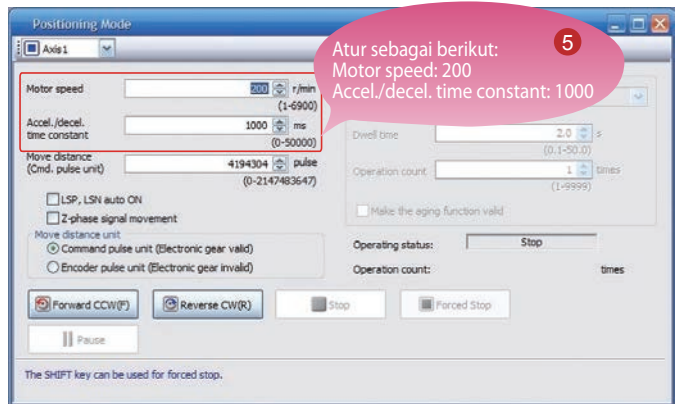 Positioning Mode
Axis1
Atur sebagai berikut:
5
Motor speed: 200
Accel./decel. time constant: 1000
Motor speed
200
r/min
(1-6900)
Accel./decel.
time constant
1000
ms
(0-50000)
Move distance
(Cmd. pulse unit)
4194304
pulse
(0-2147483647)
LSP, LSN auto ON
Z-phase signal movement
Move distance unit
Command pulse unit (Electronic gear valid)
Encoder pulse unit (Electronic gear invalid)
Dwell time
2.0
s
(0.1-50.0)
Operation count
1
times
(1-9999)
Make the aging function valid
Operating status:
Stop
Operation count:
times
Forward CCW(F)
Reverse CW(R)
Stop
Forced Stop
Pause
The SHIFT key can be used for forced stop.